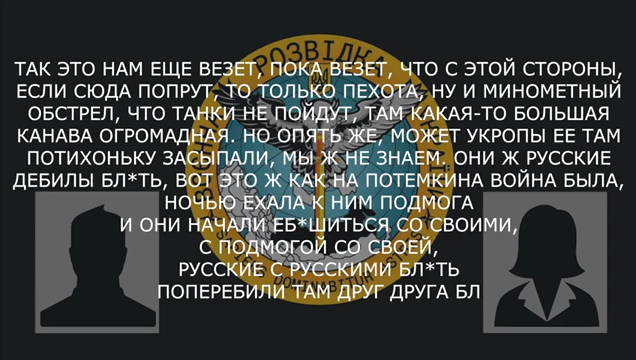 ТАК ЭТО НАМ ЕЩЕ ВЕЗЕТ, ПОКА ВЕЗЕТ, ЧТО С ЭТОЙ СТОРОНЫ,
ЕСЛИ СЮДА ПОПРУТ, ТО ТОЛЬКО ПЕХОТА, НУ И МИНОМЕТНЫЙ
ОБСТРЕЛ, ЧТО ТАНКИ НЕ ПОЙДУТ, ТАМ КАКАЯ-ТО БОЛЬШАЯ
КАНАВА ОГРОМАДНАЯ. НО ОПЯТЬ ЖЕ, МОЖЕТ УКРОПЫ ЕЕ ТАМ
ПОТИХОНЬКУ ЗАСЫПАЛИ, МЫ Ж НЕ ЗНАЕМ. ОНИ Ж РУССКИЕ
ДЕБИЛЫ БЛ*ТЬ, ВОТ ЭТО Ж КАК НА ПОТЕМКИНА ВОЙНА БЫЛА,
НОЧЬЮ ЕХАЛА К НИМ ПОДМОГА
И ОНИ НАЧАЛИ ЕБ*ШИТЬСЯ СО СВОИМИ,
С ПОДМОГОЙ СО СВОЕЙ,
РУССКИЕ С РУССКИМИ БЛ*ТЬ
ПОПЕРЕБИЛИ ТАМ ДРУГ ДРУГА БЛ